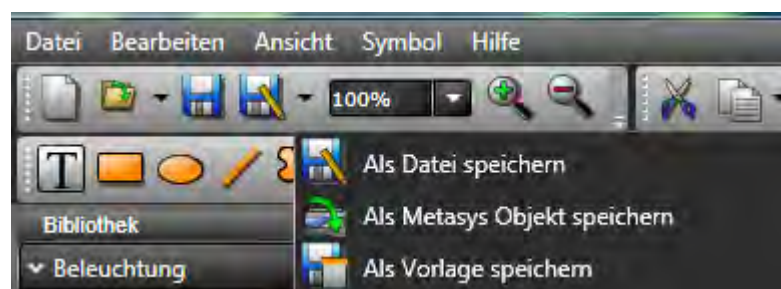 Datei Bearbeiten Ansicht Symbol Hilfe
100%
T
Als Datei speichern
Bibliothek
Als Metasys Objekt speichern
Beleuchtung
Als Vorlage speichern